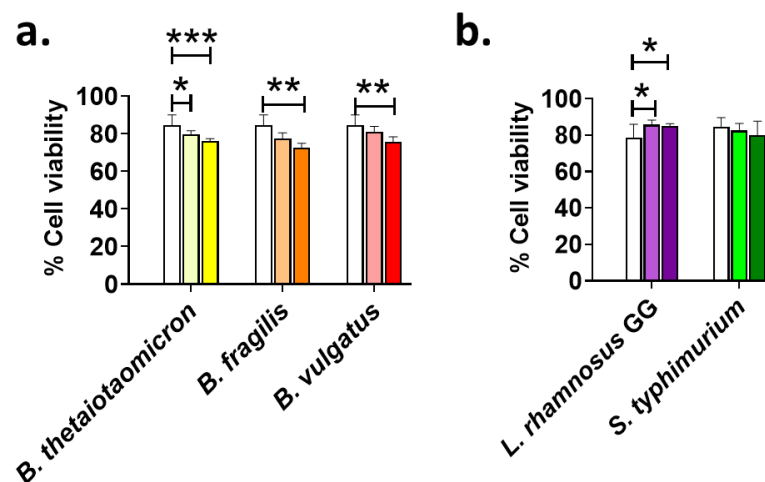 a.
***
*
**
**
% Cell viability
100
80
60
40
20
0
B. thetaiotaomicron
B. fragilis
B. vulgatus
b.
*
*
% Cell viability
100
80
60
40
20
0
L. rhamnosus GG
S. typhimurium